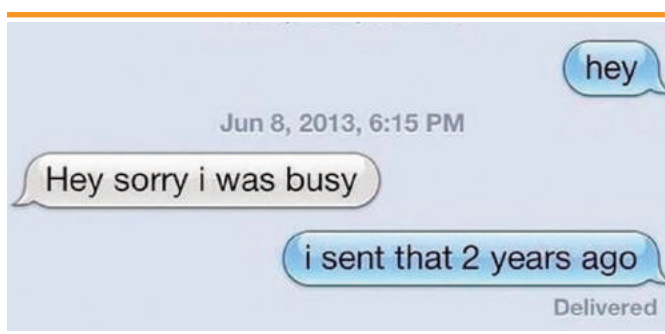 hey
Jun 8, 2013, 6:15 PM
Hey sorry i was busy
i sent that 2 years ago
Delivered